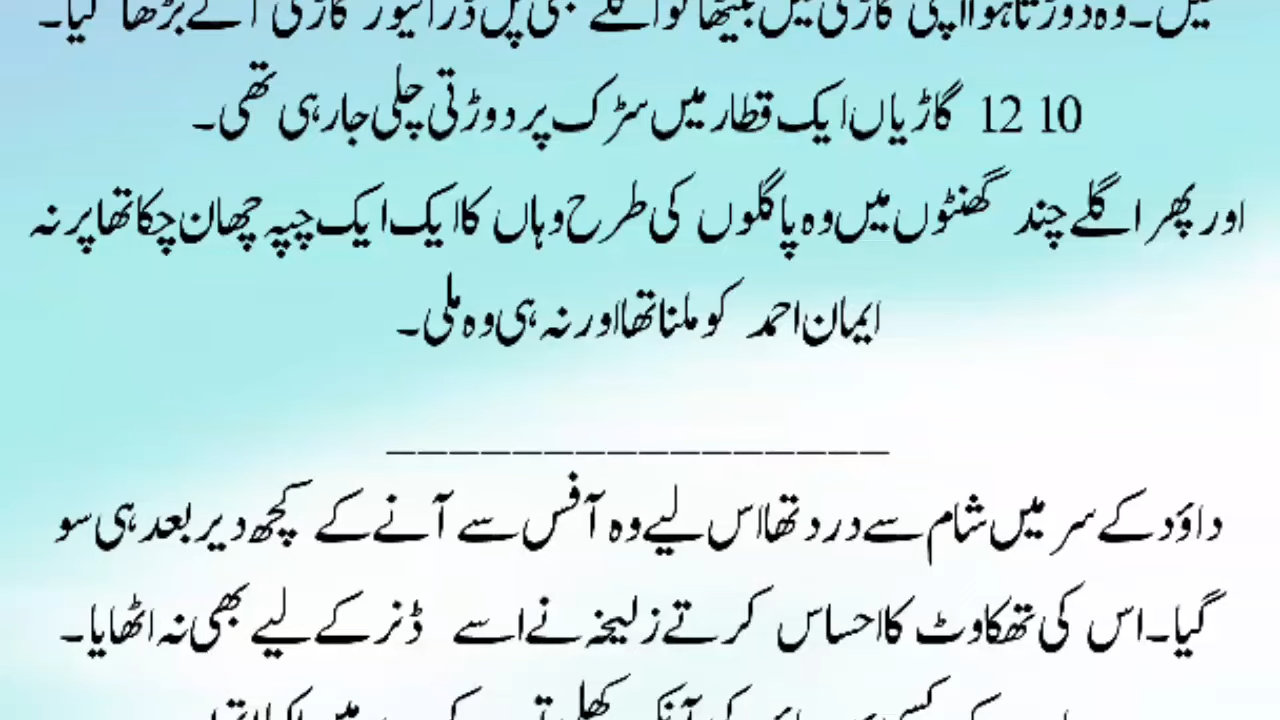 میں۔ وہ دوڑتا ہوا اپنی گاڑی میں بیٹھا تو اگلے ہی پل ڈرائیور گاڑی آگے بڑھا گیا۔
10 12 گاڑیاں ایک قطار میں سڑک پر دوڑتی چلی جا رہی تھی۔
اور پھر اگلے چند گھنٹوں میں وہ پاگلوں کی طرح وہاں کا ایک ایک چپہ چھان چکا تھا پر نہ
ایمان احمد کو ملنا تھا اور نہ ہی وہ ملی۔
________________
داؤد کے سر میں شام سے درد تھا اس لیے وہ آفس سے آنے کے کچھ دیر بعد ہی سو
گیا۔ اس کی تھکاوٹ کا احساس کرتے زلیخہ نے اسے ڈنر کے لیے بھی نہ اٹھایا۔